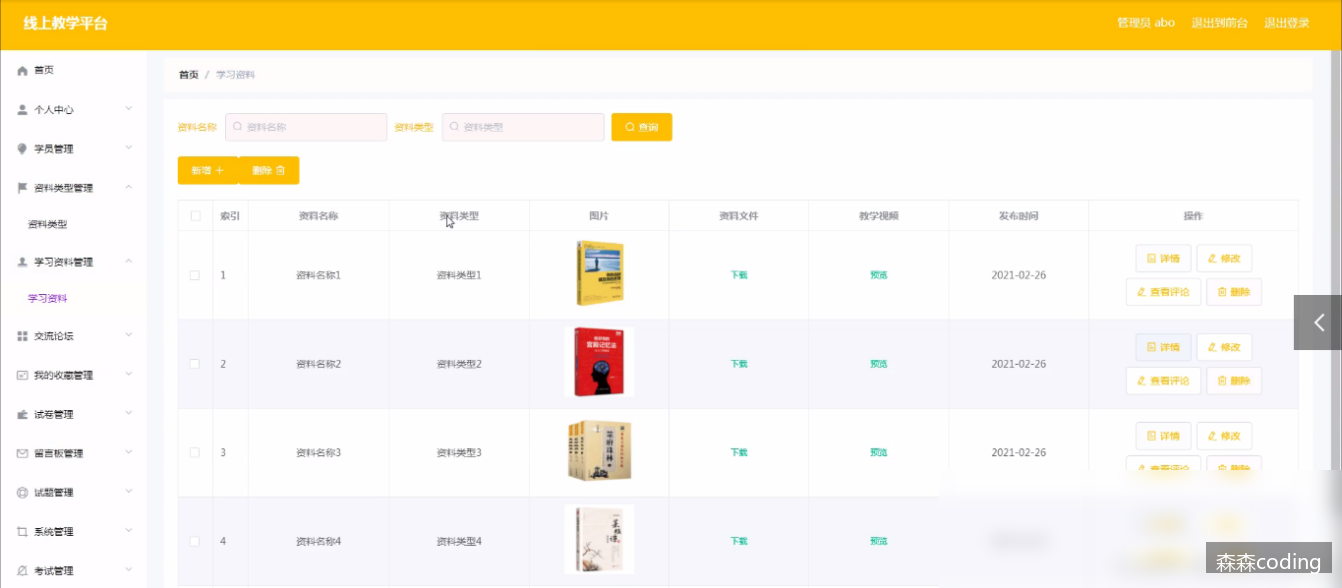 线上教学平台
管理员 abo 退出到前台 退出登录
首页
个人中心
学员管理
资料类型管理
资料类型
学习资料管理
学习资料
交流论坛
我的收藏管理
试卷管理
留言板管理
试题管理
系统管理
考试管理
首页 / 学习资料
资料名称 资料名称 资料类型 资料类型 查询
新增 + 删除
索引 资料名称 资料类型 图片 资料文件 教学视频 发布时间 操作
1 资料名称1 资料类型1 下载 预览 2021-02-26 详情 修改
查看评论 删除
2 资料名称2 资料类型2 下载 预览 2021-02-26 详情 修改
查看评论 删除
3 资料名称3 资料类型3 下载 预览 2021-02-26 详情 修改
查看评论 删除
4 资料名称4 资料类型4 下载 预览
森森coding